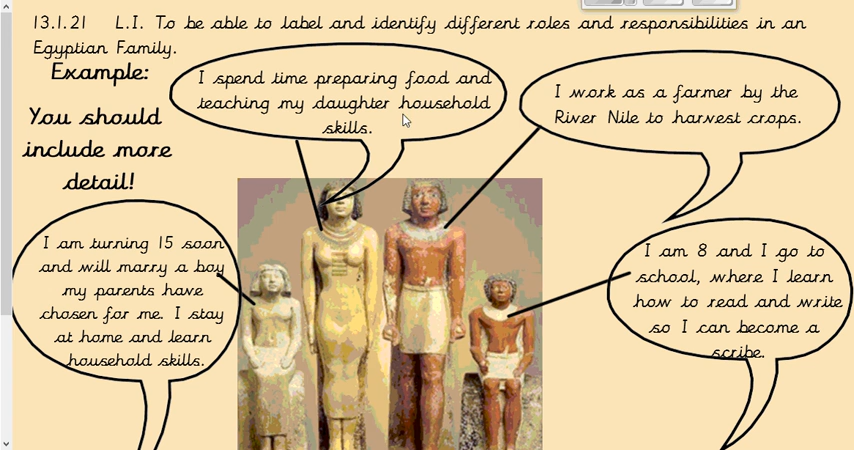 13.1.21 L.I. To be able to label and identify different roles and responsibilities in an
Egyptian Family.
Example:
You should
include more
detail!
I spend time preparing food and
teaching my daughter household
skills.
I work as a farmer by the
River Nile to harvest crops.
I am turning 15 soon
and will marry a boy
my parents have
chosen for me. I stay
at home and learn
household skills.
I am 8 and I go to
school, where I learn
how to read and write
so I can become a
scribe.